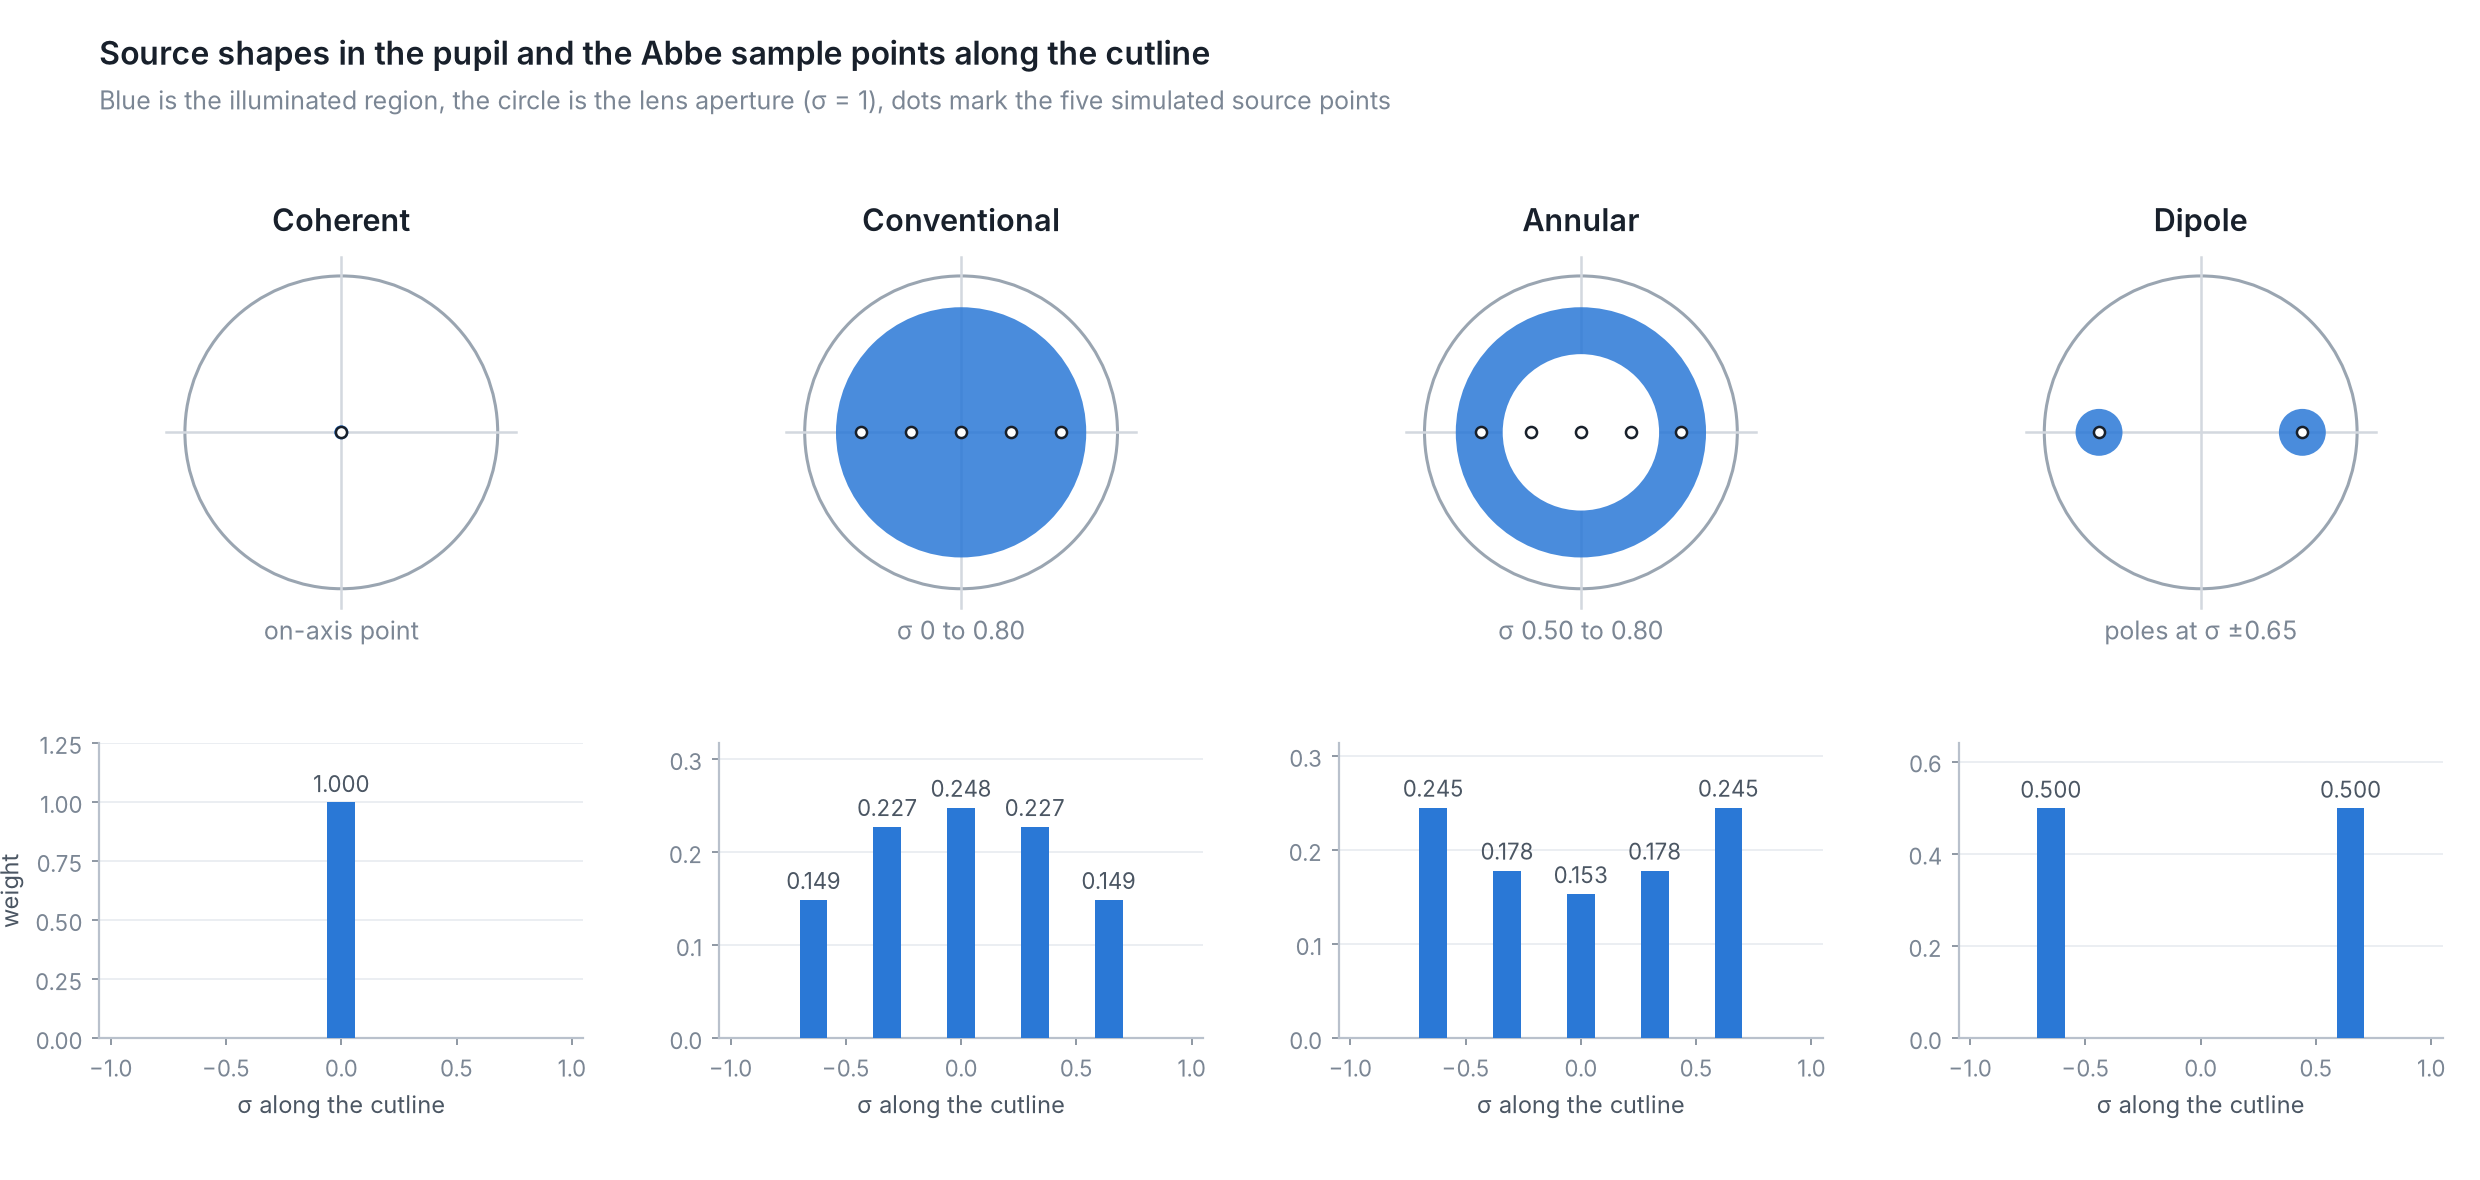 Source shapes in the pupil and the Abbe sample points along the cutline
Blue is the illuminated region, the circle is the lens aperture (σ = 1), dots mark the five simulated source points
Coherent
Conventional
Annular
Dipole
on-axis point
σ 0 to 0.80
σ 0.50 to 0.80
poles at σ ±0.65
weight
1.25
1.00
0.75
0.50
0.25
0.00
1.000
−1.0 −0.5 0.0 0.5 1.0
σ along the cutline
0.3
0.2
0.1
0.0
0.149 0.227 0.248 0.227 0.149
−1.0 −0.5 0.0 0.5 1.0
σ along the cutline
0.3
0.2
0.1
0.0
0.245 0.178 0.153 0.178 0.245
−1.0 −0.5 0.0 0.5 1.0
σ along the cutline
0.6
0.4
0.2
0.0
0.500 0.500
−1.0 −0.5 0.0 0.5 1.0
σ along the cutline